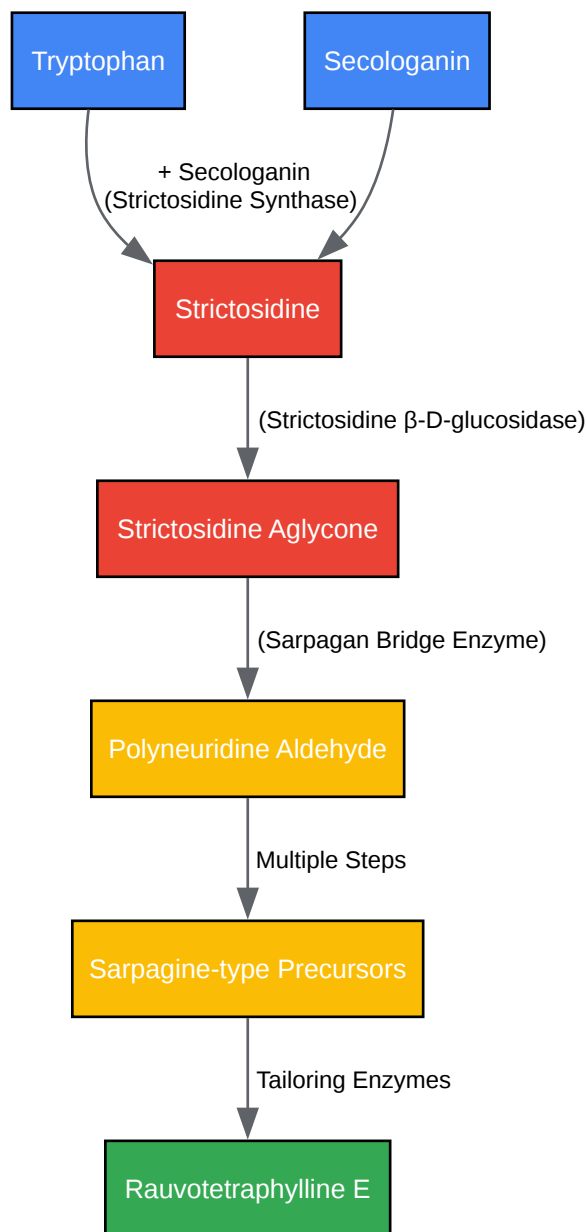 Tryptophan
Secologanin
+ Secologanin
(Strictosidine Synthase)
Strictosidine
(Strictosidine β-D-glucosidase)
Strictosidine Aglycone
(Sarpagan Bridge Enzyme)
Polyneuridine Aldehyde
Multiple Steps
Sarpagine-type Precursors
Tailoring Enzymes
Rauvotetraphylline E